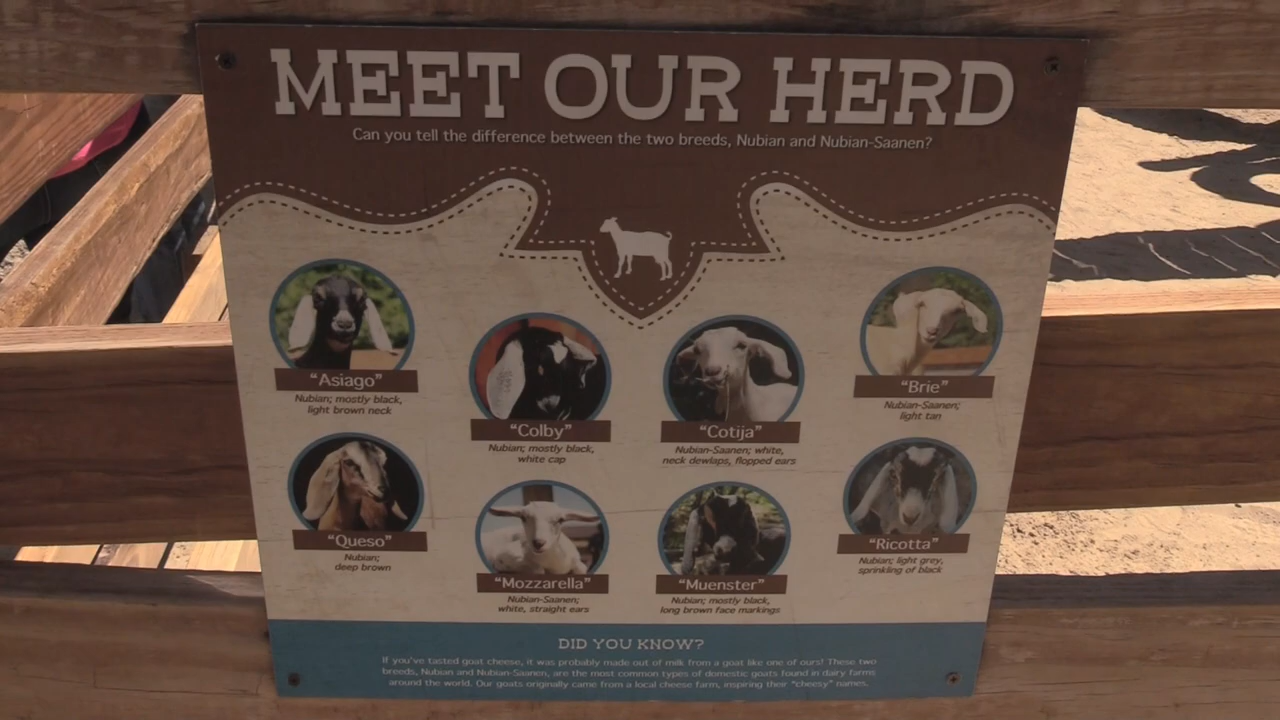 MEET OUR HERD
Can you tell the difference between the two breeds, Nubian and Nubian-Saanen?
"Asiago"
Nubian; mostly black,
light brown neck
"Colby"
Nubian; mostly black,
white cap
"Cotija"
Nubian-Saanen; white,
neck dewlaps, flopped ears
"Brie"
Nubian-Saanen;
light tan
"Queso"
Nubian;
deep brown
"Mozzarella"
Nubian-Saanen;
white, straight ears
"Muenster"
Nubian; mostly black,
long brown face markings
"Ricotta"
Nubian; light grey,
sprinkling of black
DID YOU KNOW?
If you've tasted goat cheese, it was probably made out of milk from a goat like one of ours! These two
breeds, Nubian and Nubian-Saanen, are the most common types of domestic goats found in dairy farms
around the world. Our goats originally came from a local cheese farm, inspiring their "cheesy" names.